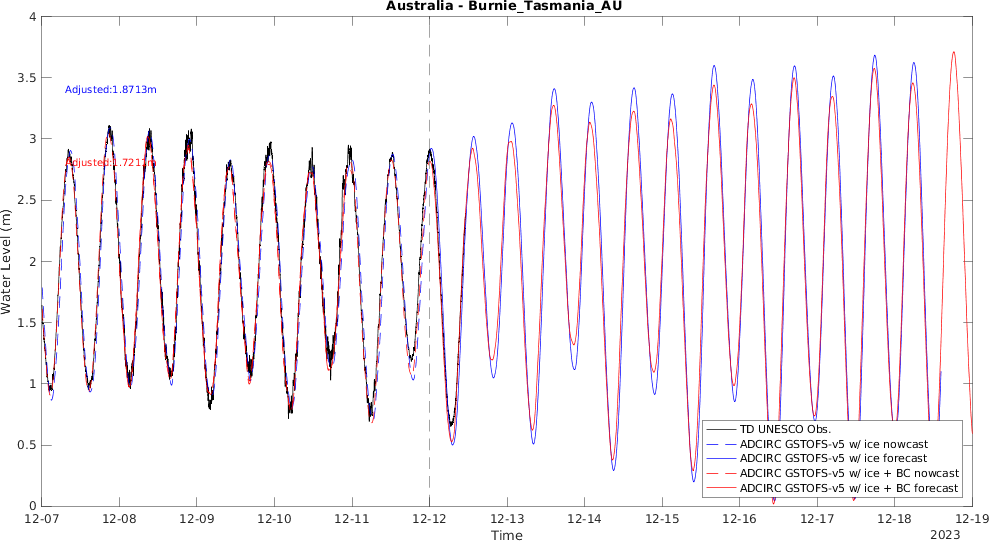 Australia - Burnie_Tasmania_AU
Water Level (m)
4
3.5
3
2.5
2
1.5
1
0.5
0
Adjusted:1.8713m
Adjusted:1.7211m
TD UNESCO Obs.
ADCIRC GSTOFS-v5 w/ ice nowcast
ADCIRC GSTOFS-v5 w/ ice forecast
ADCIRC GSTOFS-v5 w/ ice + BC nowcast
ADCIRC GSTOFS-v5 w/ ice + BC forecast
12-07 12-08 12-09 12-10 12-11 12-12 12-13 12-14 12-15 12-16 12-17 12-18 12-19
Time
2023